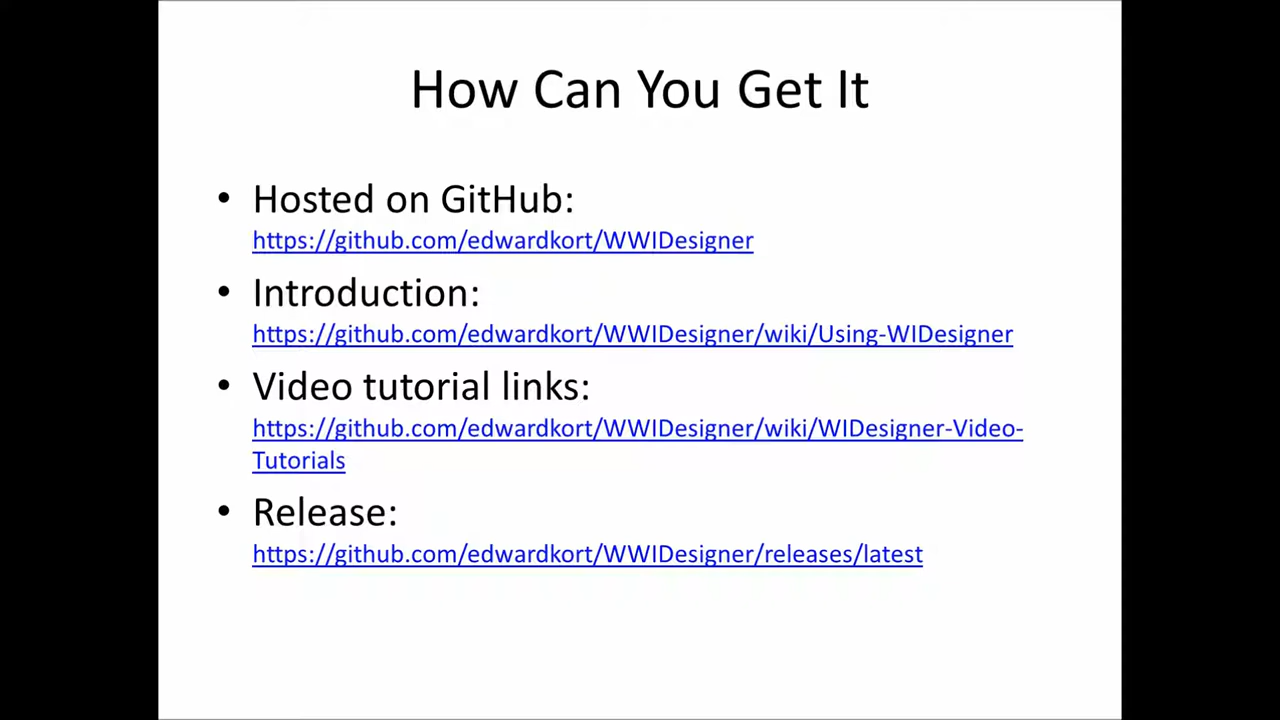 How Can You Get It
• Hosted on GitHub:
https://github.com/edwardkort/WWIDesigner
• Introduction:
https://github.com/edwardkort/WWIDesigner/wiki/Using-WIDesigner
• Video tutorial links:
https://github.com/edwardkort/WWIDesigner/wiki/WIDesigner-Video-
Tutorials
• Release:
https://github.com/edwardkort/WWIDesigner/releases/latest